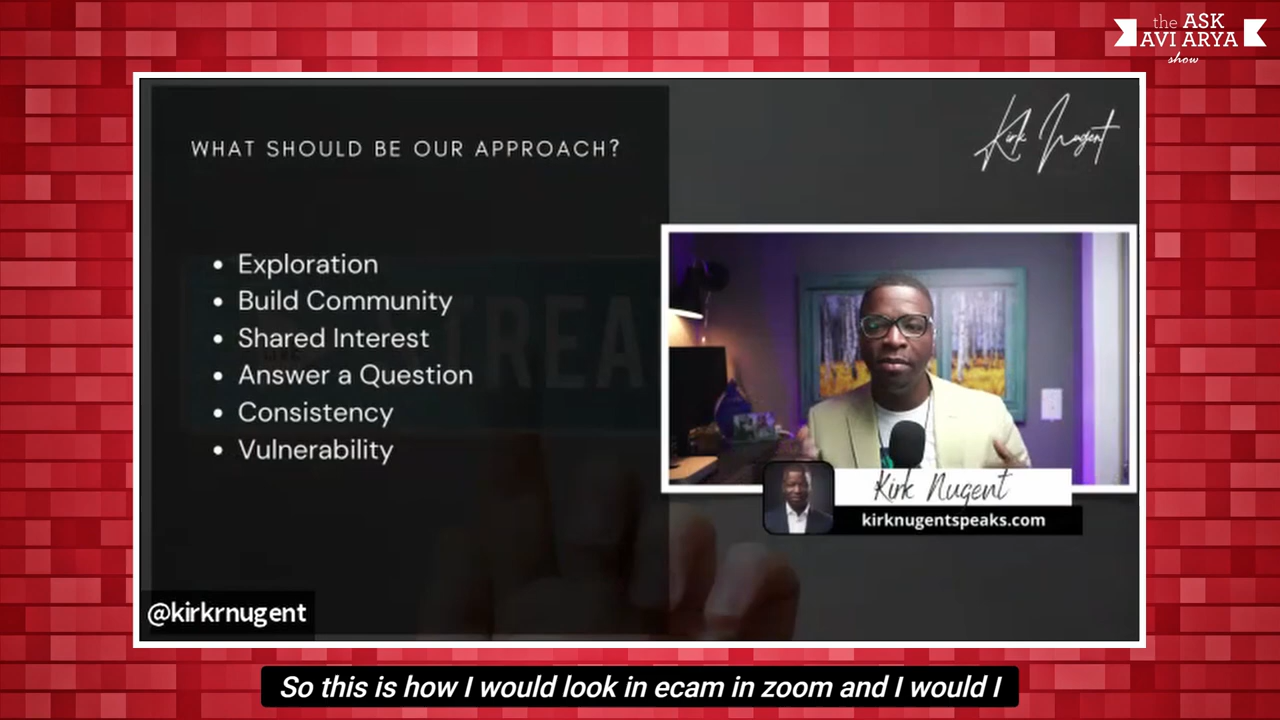 the ASK
AVI ARYA
show
Kirk Nugent
WHAT SHOULD BE OUR APPROACH?
• Exploration
• Build Community
• Shared Interest
• Answer a Question
• Consistency
• Vulnerability
STREA
Kirk Nugent
kirknugentspeaks.com
@kirkrnugent
So this is how I would look in ecam in zoom and I would I